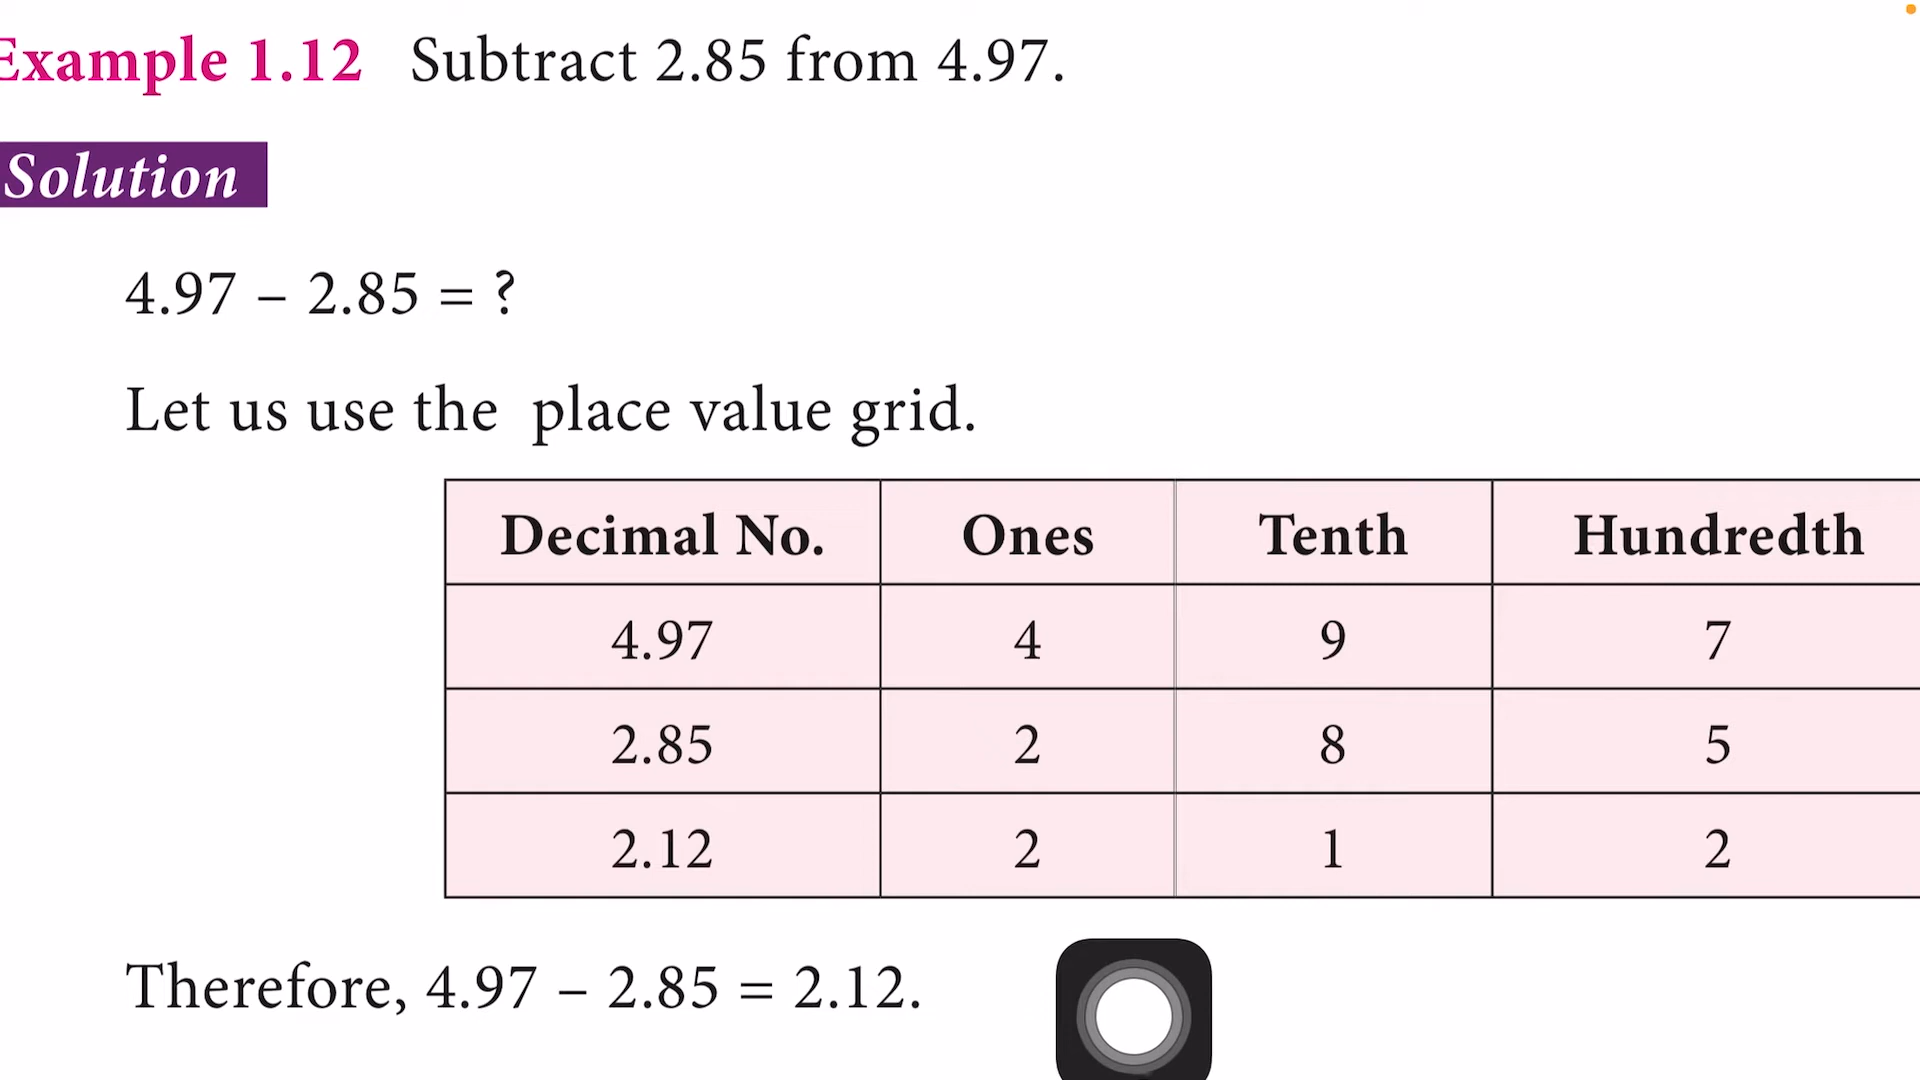 Example 1.12 Subtract 2.85 from 4.97.
Solution
4.97 – 2.85 = ?
Let us use the place value grid.
Decimal No. Ones Tenth Hundredth
4.97 4 9 7
2.85 2 8 5
2.12 2 1 2
Therefore, 4.97 – 2.85 = 2.12.